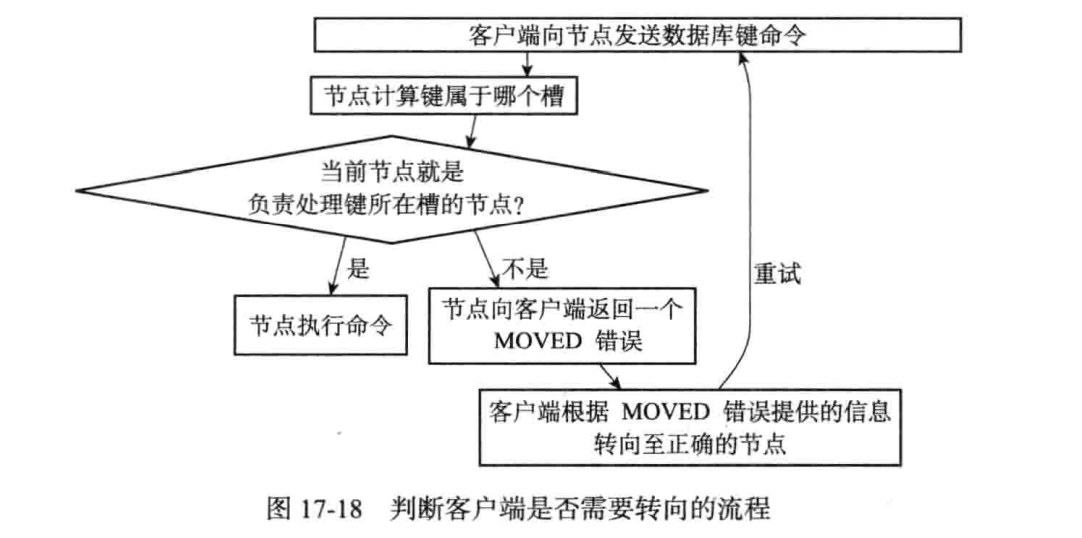 客户端向节点发送数据库键命令
节点计算键属于哪个槽
当前节点就是
负责处理键所在槽的节点?
是
不是
重试
节点执行命令
节点向客户端返回一个
MOVED 错误
客户端根据 MOVED 错误提供的信息
转向至正确的节点
图 17-18 判断客户端是否需要转向的流程